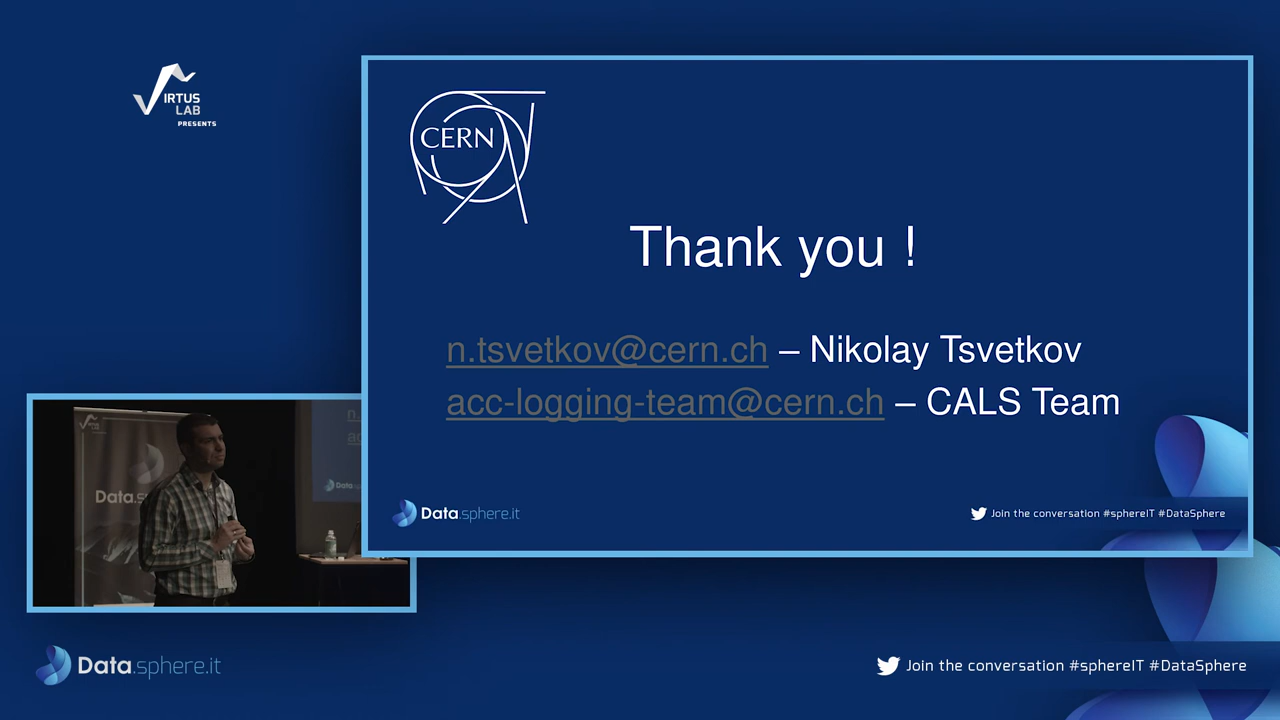 VIRTUS
LAB
PRESENTS
CERN
Thank you !
n.tsvetkov@cern.ch – Nikolay Tsvetkov
acc-logging-team@cern.ch – CALS Team
Data.sphere.it
Join the conversation #sphereIT #DataSphere
Data.s
Data.sphere.it
Join the conversation #sphereIT #DataSphere